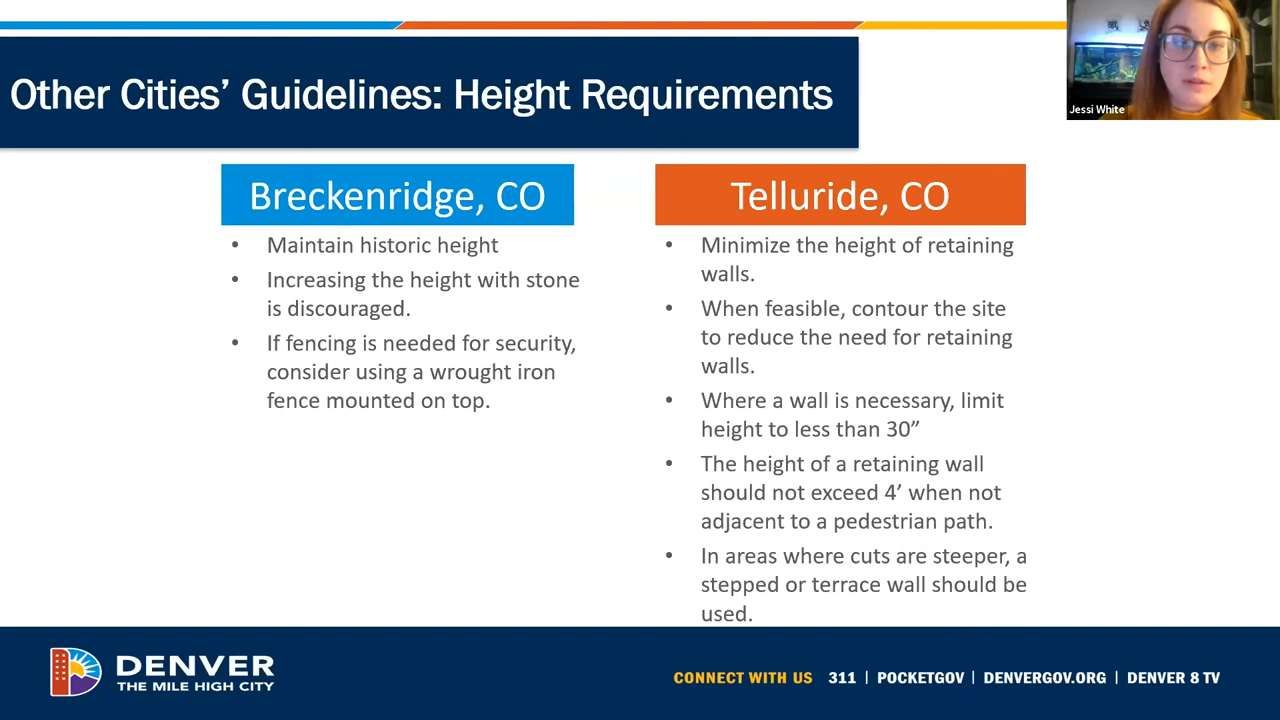 Other Cities’ Guidelines: Height Requirements
Jessi White
Breckenridge, CO
• Maintain historic height
• Increasing the height with stone
is discouraged.
• If fencing is needed for security,
consider using a wrought iron
fence mounted on top.
Telluride, CO
• Minimize the height of retaining
walls.
• When feasible, contour the site
to reduce the need for retaining
walls.
• Where a wall is necessary, limit
height to less than 30”
• The height of a retaining wall
should not exceed 4’ when not
adjacent to a pedestrian path.
• In areas where cuts are steeper, a
stepped or terrace wall should be
used.
DENVER
THE MILE HIGH CITY
CONNECT WITH US 311 | POCKETGOV | DENVERGOV.ORG | DENVER 8 TV